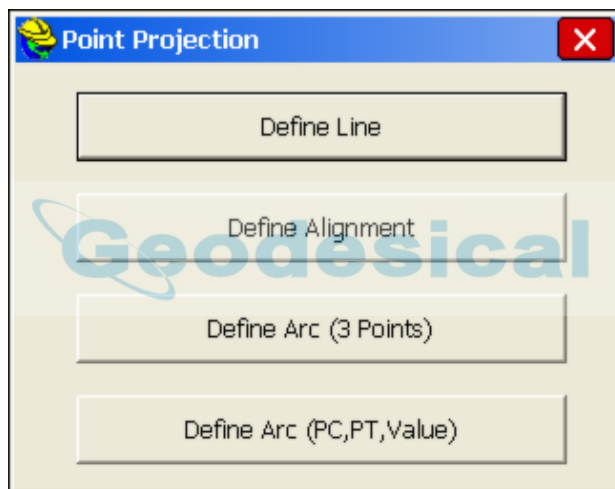 Point Projection
Define Line
Define Alignment
Geodesical
Define Arc (3 Points)
Define Arc (PC,PT,Value)